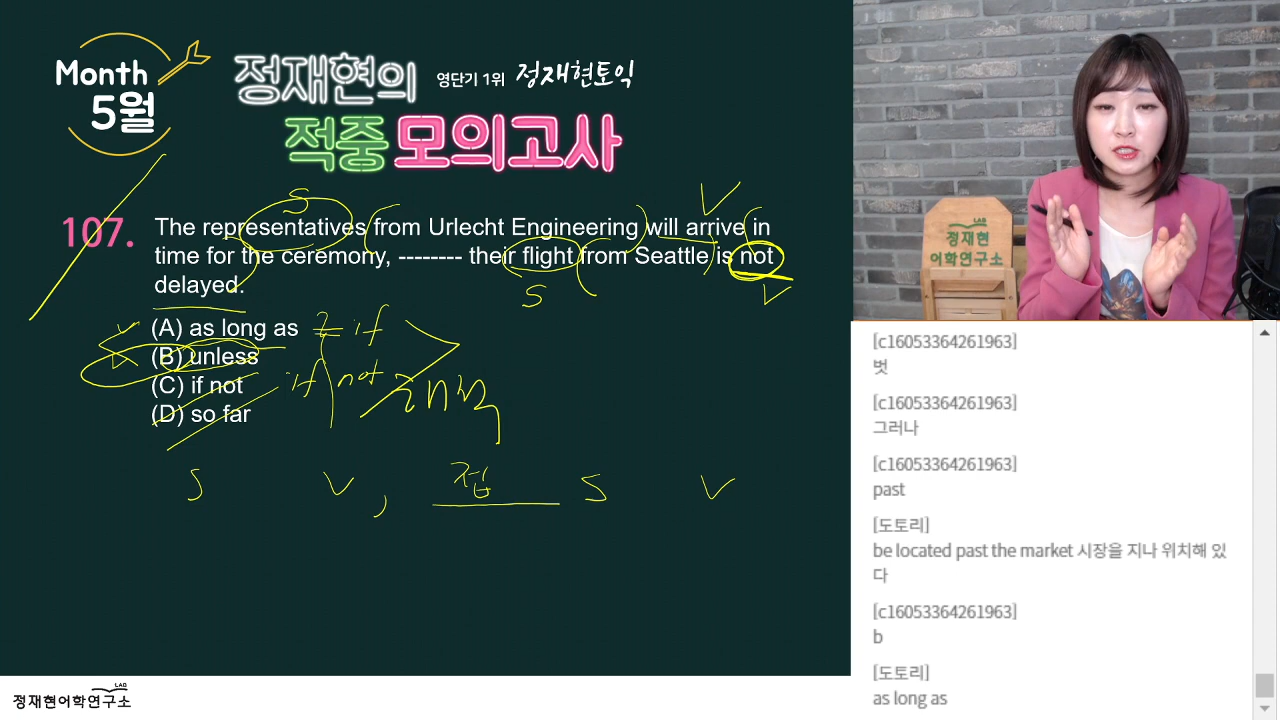 Month
5월
정재현의
영단기 1위 정재현토익
적중 모의고사
107. The representatives from Urlecht Engineering will arrive in
time for the ceremony, -------- their flight from Seattle is not
delayed.
(A) as long as
(B) unless
(C) if not
(D) so far
S
V
S
V
if
if not
S V , 접 S V
LAB
정재현
어학연구소
[c16053364261963]
벗
[c16053364261963]
그러나
[c16053364261963]
past
[도토리]
be located past the market 시장을 지나 위치해 있
다
[c16053364261963]
b
[도토리]
as long as
LAB
정재현어학연구소